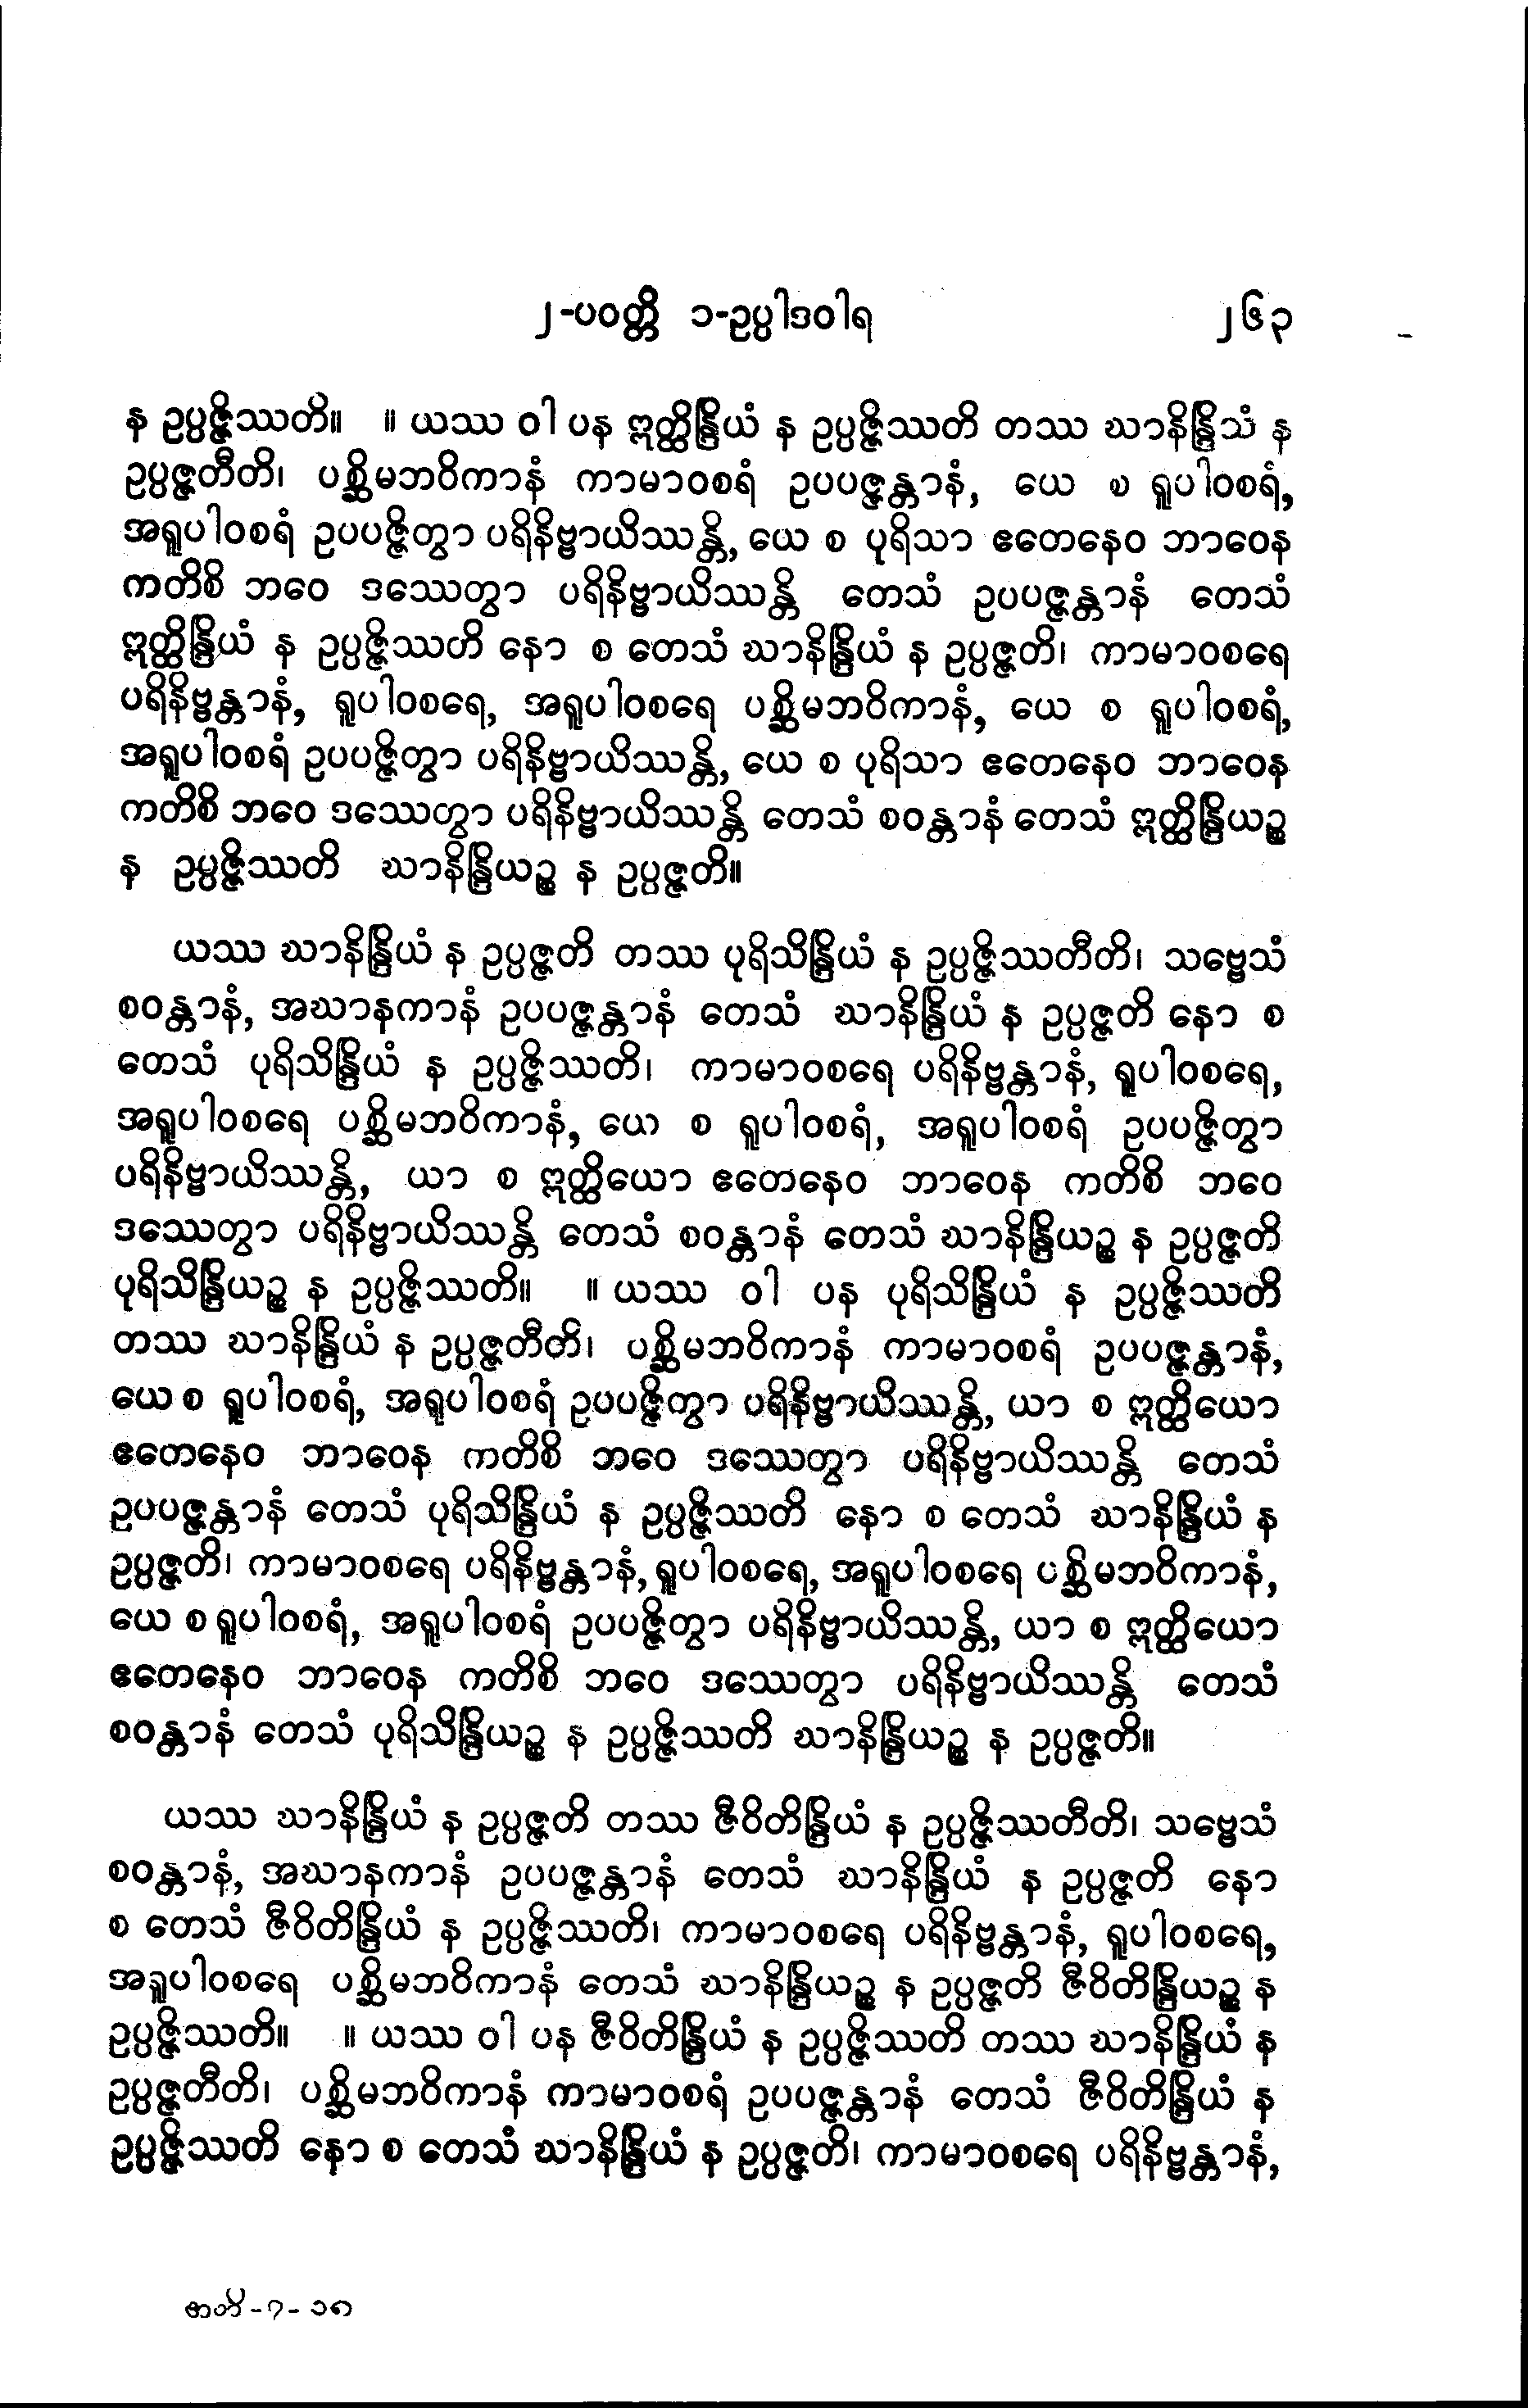 ၂-ပဝတ္တိ ၁-ဥပ္ပါဒဝါရ ၂၆၃
န ဥပ္ပဇ္ဇိဿတိ။ ။ ယဿ ဝါ ပန ဣတ္ထိန္ဒြိယံ န ဥပ္ပဇ္ဇိဿတိ တဿ ဃာနိန္ဒြိယံ န
ဥပ္ပဇ္ဇတီတိ၊ ပစ္ဆိမဘဝိကာနံ ကာမာဝစရံ ဥပပဇ္ဇန္တာနံ, ယေ စ ရူပါဝစရံ,
အရူပါဝစရံ ဥပပဇ္ဇိတွာ ပရိနိဗ္ဗာယိဿန္တိ, ယေ စ ပုရိသာ ဧတေနေဝ ဘာဝေန
ကတိစိ ဘဝေ ဒဿေတွာ ပရိနိဗ္ဗာယိဿန္တိ တေသံ ဥပပဇ္ဇန္တာနံ တေသံ
ဣတ္ထိန္ဒြိယံ န ဥပ္ပဇ္ဇိဿတိ နော စ တေသံ ဃာနိန္ဒြိယံ န ဥပ္ပဇ္ဇတိ၊ ကာမာဝစရေ
ပရိနိဗ္ဗန္တာနံ, ရူပါဝစရေ, အရူပါဝစရေ ပစ္ဆိမဘဝိကာနံ, ယေ စ ရူပါဝစရံ,
အရူပါဝစရံ ဥပပဇ္ဇိတွာ ပရိနိဗ္ဗာယိဿန္တိ, ယေ စ ပုရိသာ ဧတေနေဝ ဘာဝေန
ကတိစိ ဘဝေ ဒဿေတွာ ပရိနိဗ္ဗာယိဿန္တိ တေသံ စဝန္တာနံ တေသံ ဣတ္ထိန္ဒြိယဉ္စ
န ဥပ္ပဇ္ဇိဿတိ ဃာနိန္ဒြိယဉ္စ န ဥပ္ပဇ္ဇတိ။
ယဿ ဃာနိန္ဒြိယံ န ဥပ္ပဇ္ဇတိ တဿ ပုရိသိန္ဒြိယံ န ဥပ္ပဇ္ဇိဿတီတိ၊ သဗ္ဗေသံ
စဝန္တာနံ, အဃာနကာနံ ဥပပဇ္ဇန္တာနံ တေသံ ဃာနိန္ဒြိယံ န ဥပ္ပဇ္ဇတိ နော စ
တေသံ ပုရိသိန္ဒြိယံ န ဥပ္ပဇ္ဇိဿတိ၊ ကာမာဝစရေ ပရိနိဗ္ဗန္တာနံ, ရူပါဝစရေ,
အရူပါဝစရေ ပစ္ဆိမဘဝိကာနံ, ယေ စ ရူပါဝစရံ, အရူပါဝစရံ ဥပပဇ္ဇိတွာ
ပရိနိဗ္ဗာယိဿန္တိ, ယာ စ ဣတ္ထိယော ဧတေနေဝ ဘာဝေန ကတိစိ ဘဝေ
ဒဿေတွာ ပရိနိဗ္ဗာယိဿန္တိ တေသံ စဝန္တာနံ တေသံ ဃာနိန္ဒြိယဉ္စ န ဥပ္ပဇ္ဇတိ
ပုရိသိန္ဒြိယဉ္စ န ဥပ္ပဇ္ဇိဿတိ။ ။ ယဿ ဝါ ပန ပုရိသိန္ဒြိယံ န ဥပ္ပဇ္ဇိဿတိ
တဿ ဃာနိန္ဒြိယံ န ဥပ္ပဇ္ဇတီတိ၊ ပစ္ဆိမဘဝိကာနံ ကာမာဝစရံ ဥပပဇ္ဇန္တာနံ,
ယေ စ ရူပါဝစရံ, အရူပါဝစရံ ဥပပဇ္ဇိတွာ ပရိနိဗ္ဗာယိဿန္တိ, ယာ စ ဣတ္ထိယော
ဧတေနေဝ ဘာဝေန ကတိစိ ဘဝေ ဒဿေတွာ ပရိနိဗ္ဗာယိဿန္တိ တေသံ
ဥပပဇ္ဇန္တာနံ တေသံ ပုရိသိန္ဒြိယံ န ဥပ္ပဇ္ဇိဿတိ နော စ တေသံ ဃာနိန္ဒြိယံ န
ဥပ္ပဇ္ဇတိ၊ ကာမာဝစရေ ပရိနိဗ္ဗန္တာနံ, ရူပါဝစရေ, အရူပါဝစရေ ပစ္ဆိမဘဝိကာနံ,
ယေ စ ရူပါဝစရံ, အရူပါဝစရံ ဥပပဇ္ဇိတွာ ပရိနိဗ္ဗာယိဿန္တိ, ယာ စ ဣတ္ထိယော
ဧတေနေဝ ဘာဝေန ကတိစိ ဘဝေ ဒဿေတွာ ပရိနိဗ္ဗာယိဿန္တိ တေသံ
စဝန္တာနံ တေသံ ပုရိသိန္ဒြိယဉ္စ န ဥပ္ပဇ္ဇိဿတိ ဃာနိန္ဒြိယဉ္စ န ဥပ္ပဇ္ဇတိ။
ယဿ ဃာနိန္ဒြိယံ န ဥပ္ပဇ္ဇတိ တဿ ဇီဝိတိန္ဒြိယံ န ဥပ္ပဇ္ဇိဿတီတိ၊ သဗ္ဗေသံ
စဝန္တာနံ, အဃာနကာနံ ဥပပဇ္ဇန္တာနံ တေသံ ဃာနိန္ဒြိယံ န ဥပ္ပဇ္ဇတိ နော
စ တေသံ ဇီဝိတိန္ဒြိယံ န ဥပ္ပဇ္ဇိဿတိ၊ ကာမာဝစရေ ပရိနိဗ္ဗန္တာနံ, ရူပါဝစရေ,
အရူပါဝစရေ ပစ္ဆိမဘဝိကာနံ တေသံ ဃာနိန္ဒြိယဉ္စ န ဥပ္ပဇ္ဇတိ ဇီဝိတိန္ဒြိယဉ္စ န
ဥပ္ပဇ္ဇိဿတိ။ ။ ယဿ ဝါ ပန ဇီဝိတိန္ဒြိယံ န ဥပ္ပဇ္ဇိဿတိ တဿ ဃာနိန္ဒြိယံ န
ဥပ္ပဇ္ဇတီတိ၊ ပစ္ဆိမဘဝိကာနံ ကာမာဝစရံ ဥပပဇ္ဇန္တာနံ တေသံ ဇီဝိတိန္ဒြိယံ န
ဥပ္ပဇ္ဇိဿတိ နော စ တေသံ ဃာနိန္ဒြိယံ န ဥပ္ပဇ္ဇတိ၊ ကာမာဝစရေ ပရိနိဗ္ဗန္တာနံ,
-၇-၁၈